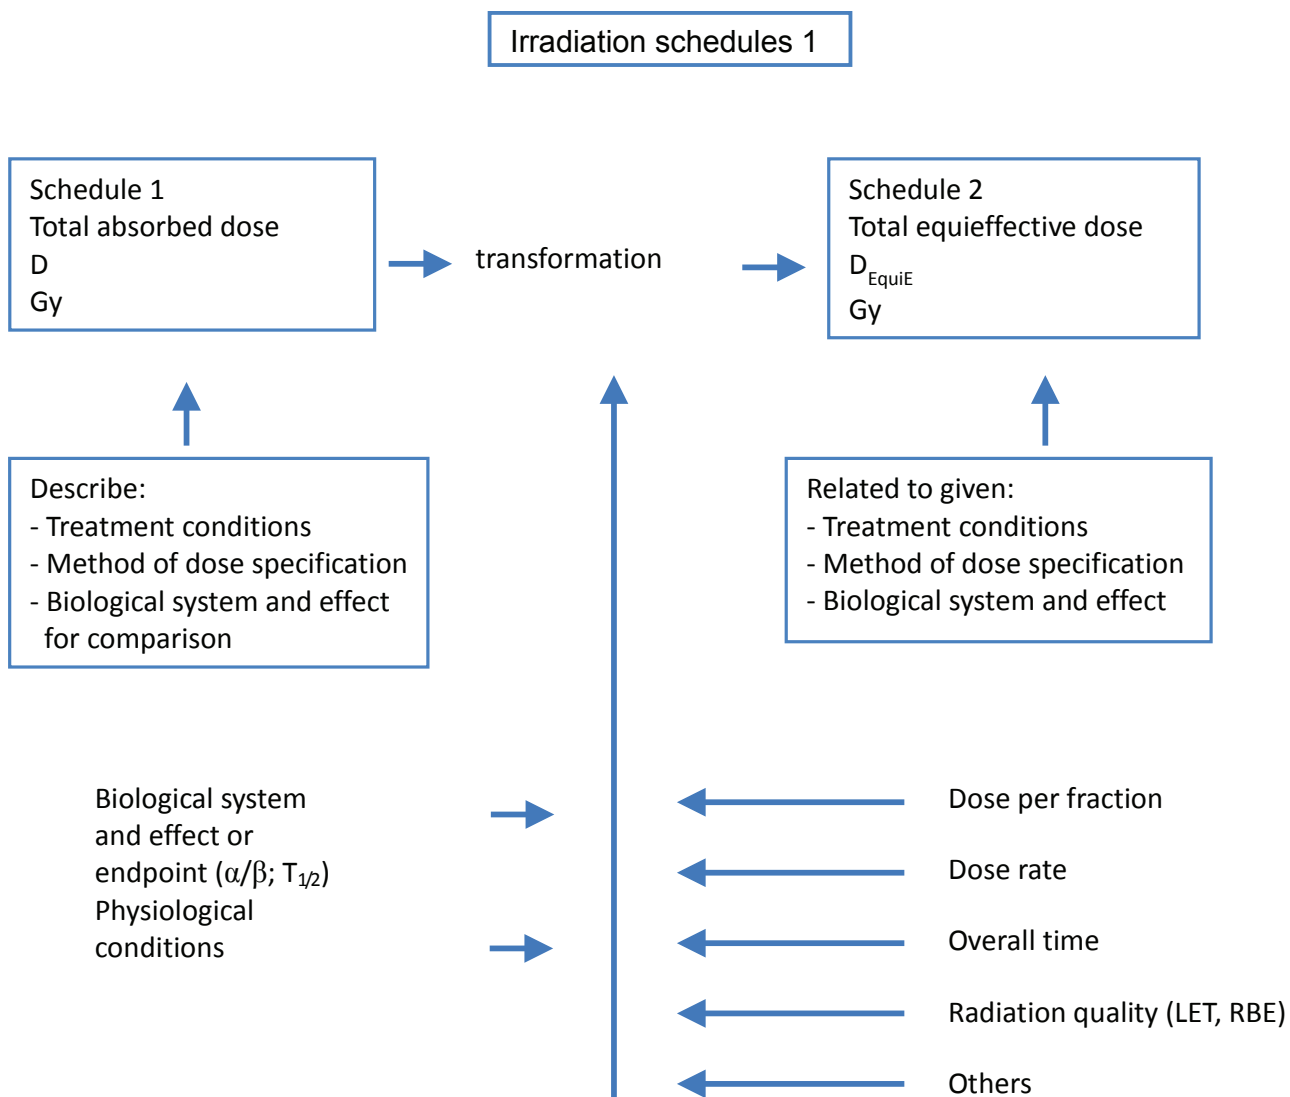 Irradiation schedules 1
Schedule 1
Total absorbed dose
D
Gy
transformation
Schedule 2
Total equieffective dose
D_EquiE
Gy
Describe:
- Treatment conditions
- Method of dose specification
- Biological system and effect
for comparison
Related to given:
- Treatment conditions
- Method of dose specification
- Biological system and effect
Biological system
and effect or
endpoint (α/β; T1/2)
Physiological
conditions
Dose per fraction
Dose rate
Overall time
Radiation quality (LET, RBE)
Others